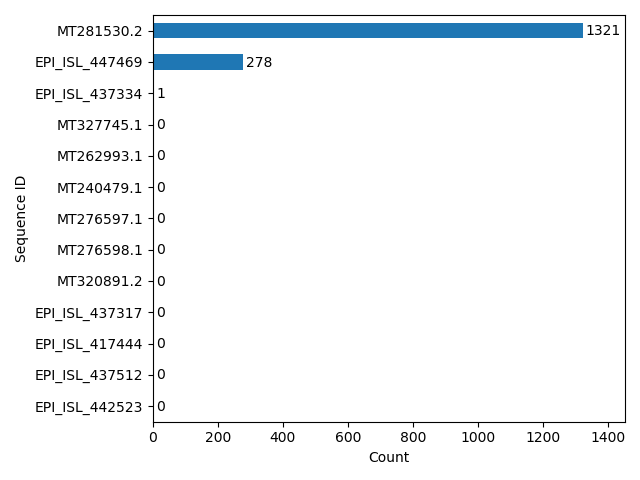 MT281530.2 1321
EPI_ISL_447469 278
EPI_ISL_437334 1
MT327745.1 0
MT262993.1 0
MT240479.1 0
MT276597.1 0
MT276598.1 0
MT320891.2 0
EPI_ISL_437317 0
EPI_ISL_417444 0
EPI_ISL_437512 0
EPI_ISL_442523 0
Sequence ID
0 200 400 600 800 1000 1200 1400
Count